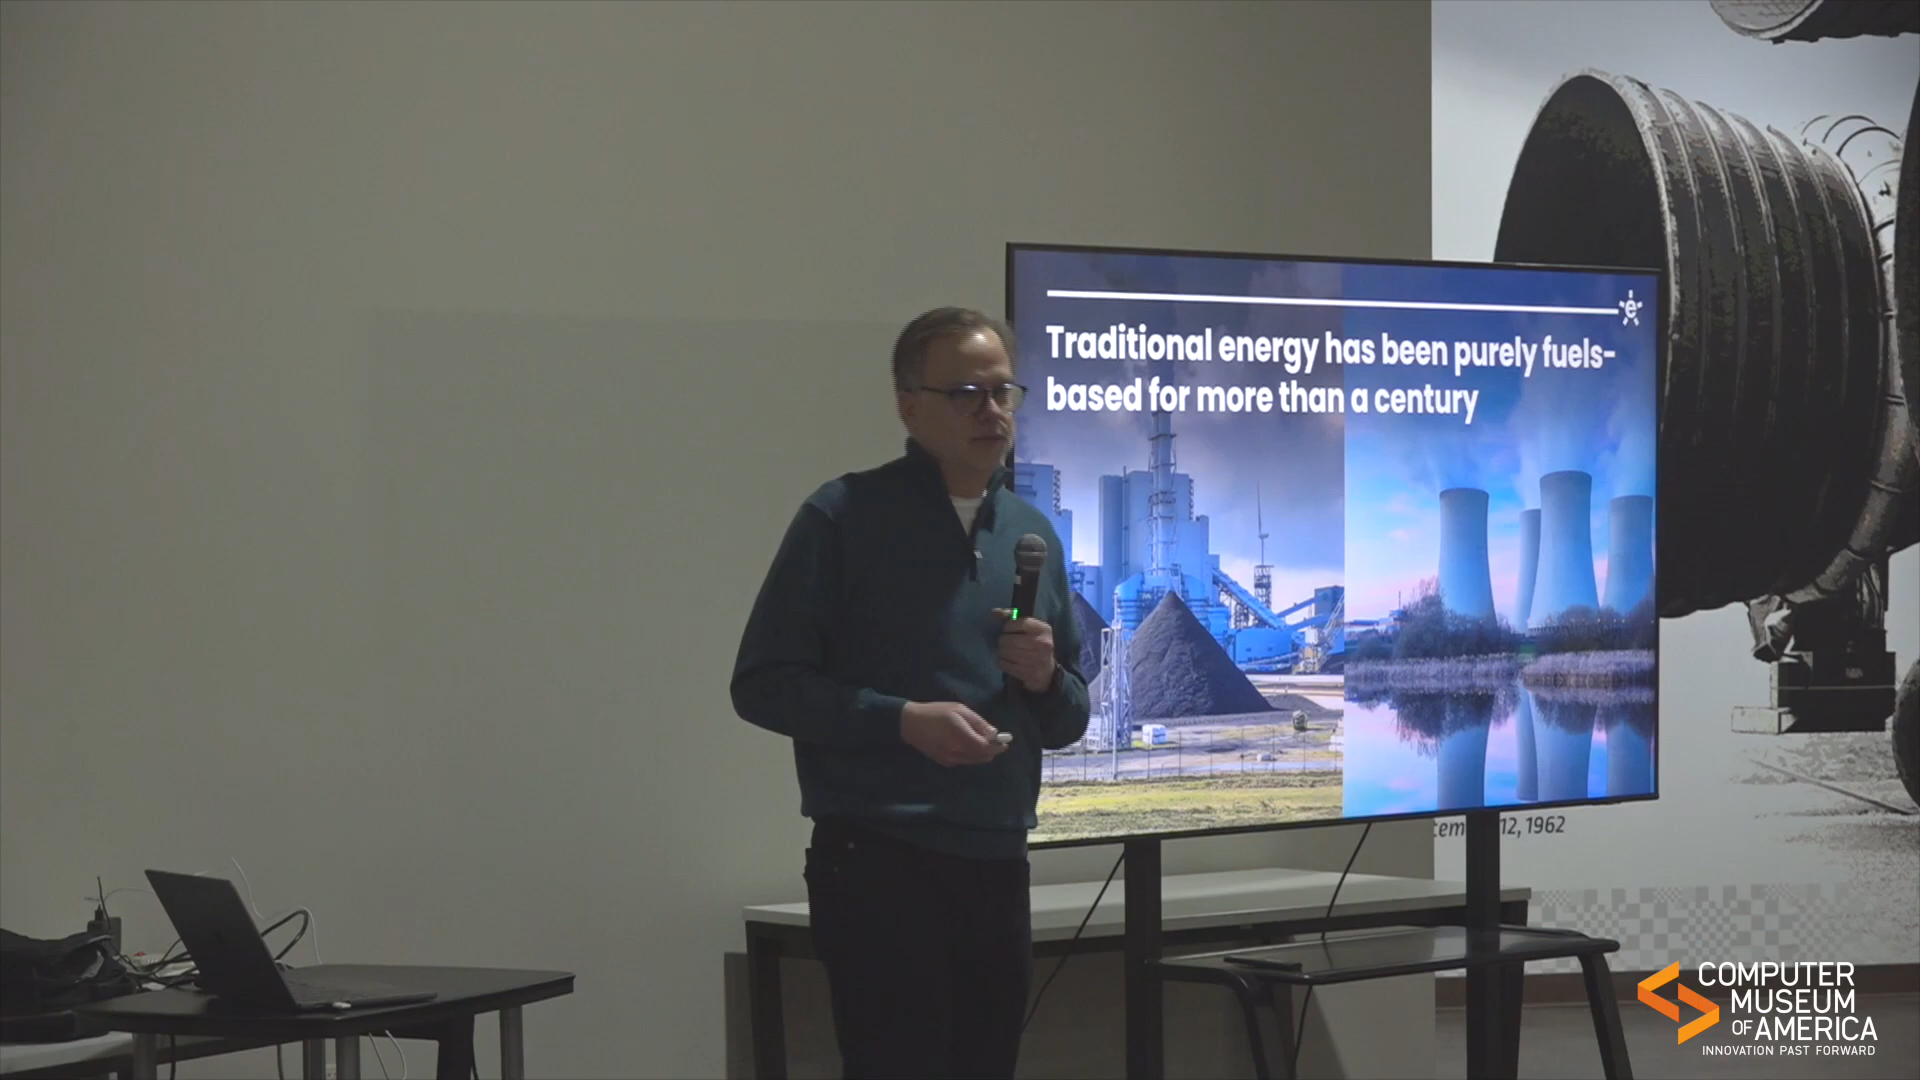 Traditional energy has been purely fuels-
based for more than a century
12, 1962
COMPUTER
MUSEUM
OF AMERICA
INNOVATION PAST FORWARD